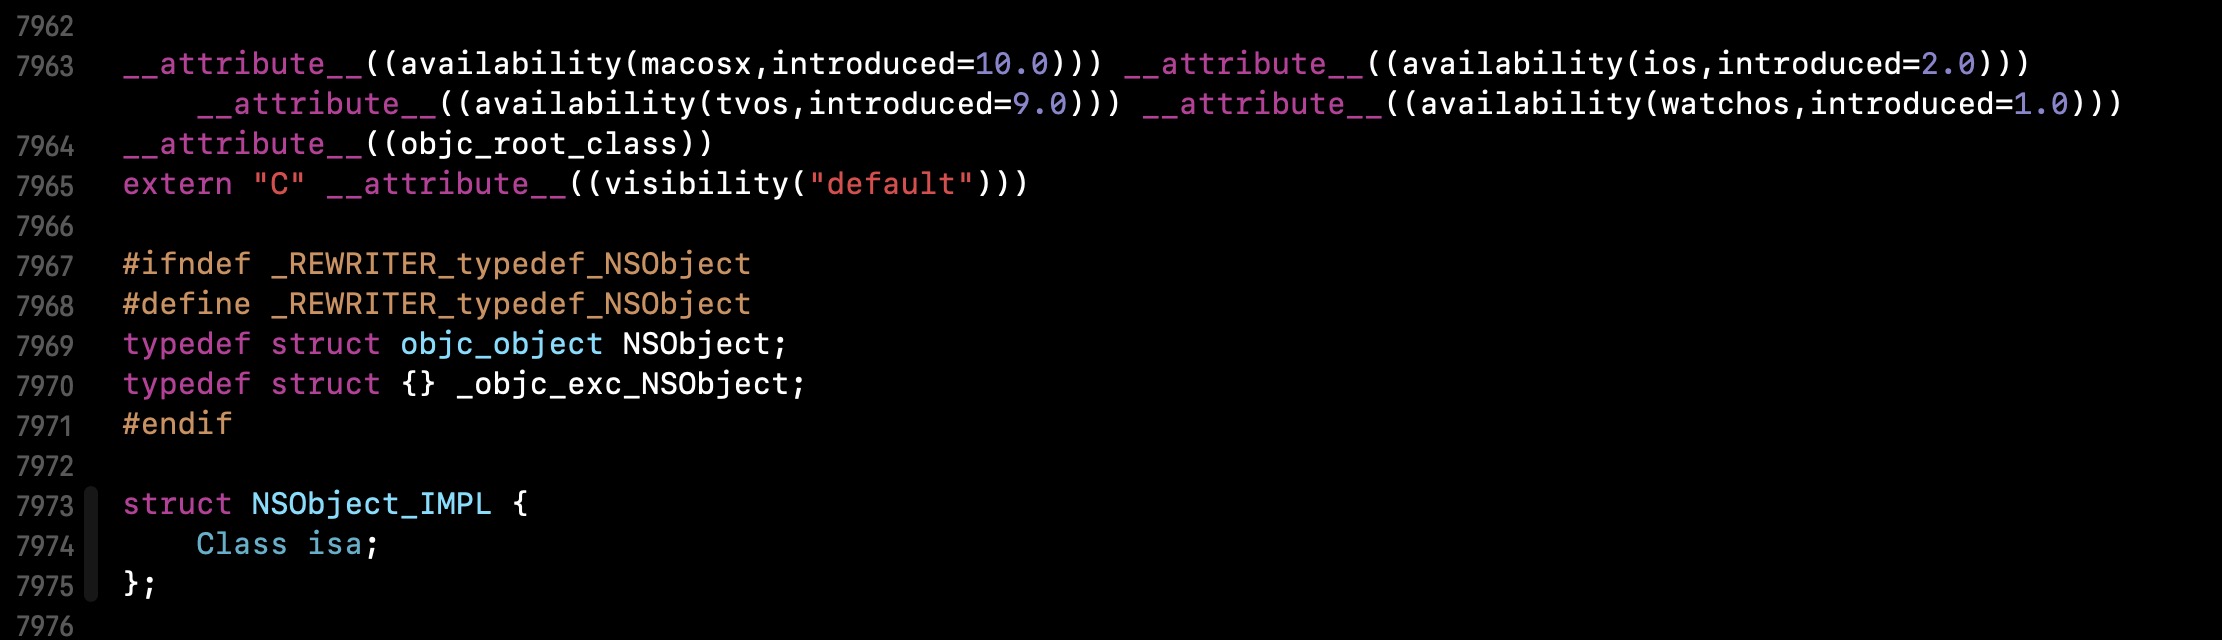 7962
7963 __attribute__((availability(macosx,introduced=10.0))) __attribute__((availability(ios,introduced=2.0)))
__attribute__((availability(tvos,introduced=9.0))) __attribute__((availability(watchos,introduced=1.0)))
7964 __attribute__((objc_root_class))
7965 extern "C" __attribute__((visibility("default")))
7966
7967 #ifndef _REWRITER_typedef_NSObject
7968 #define _REWRITER_typedef_NSObject
7969 typedef struct objc_object NSObject;
7970 typedef struct {} _objc_exc_NSObject;
7971 #endif
7972
7973 struct NSObject_IMPL {
7974 Class isa;
7975 };
7976